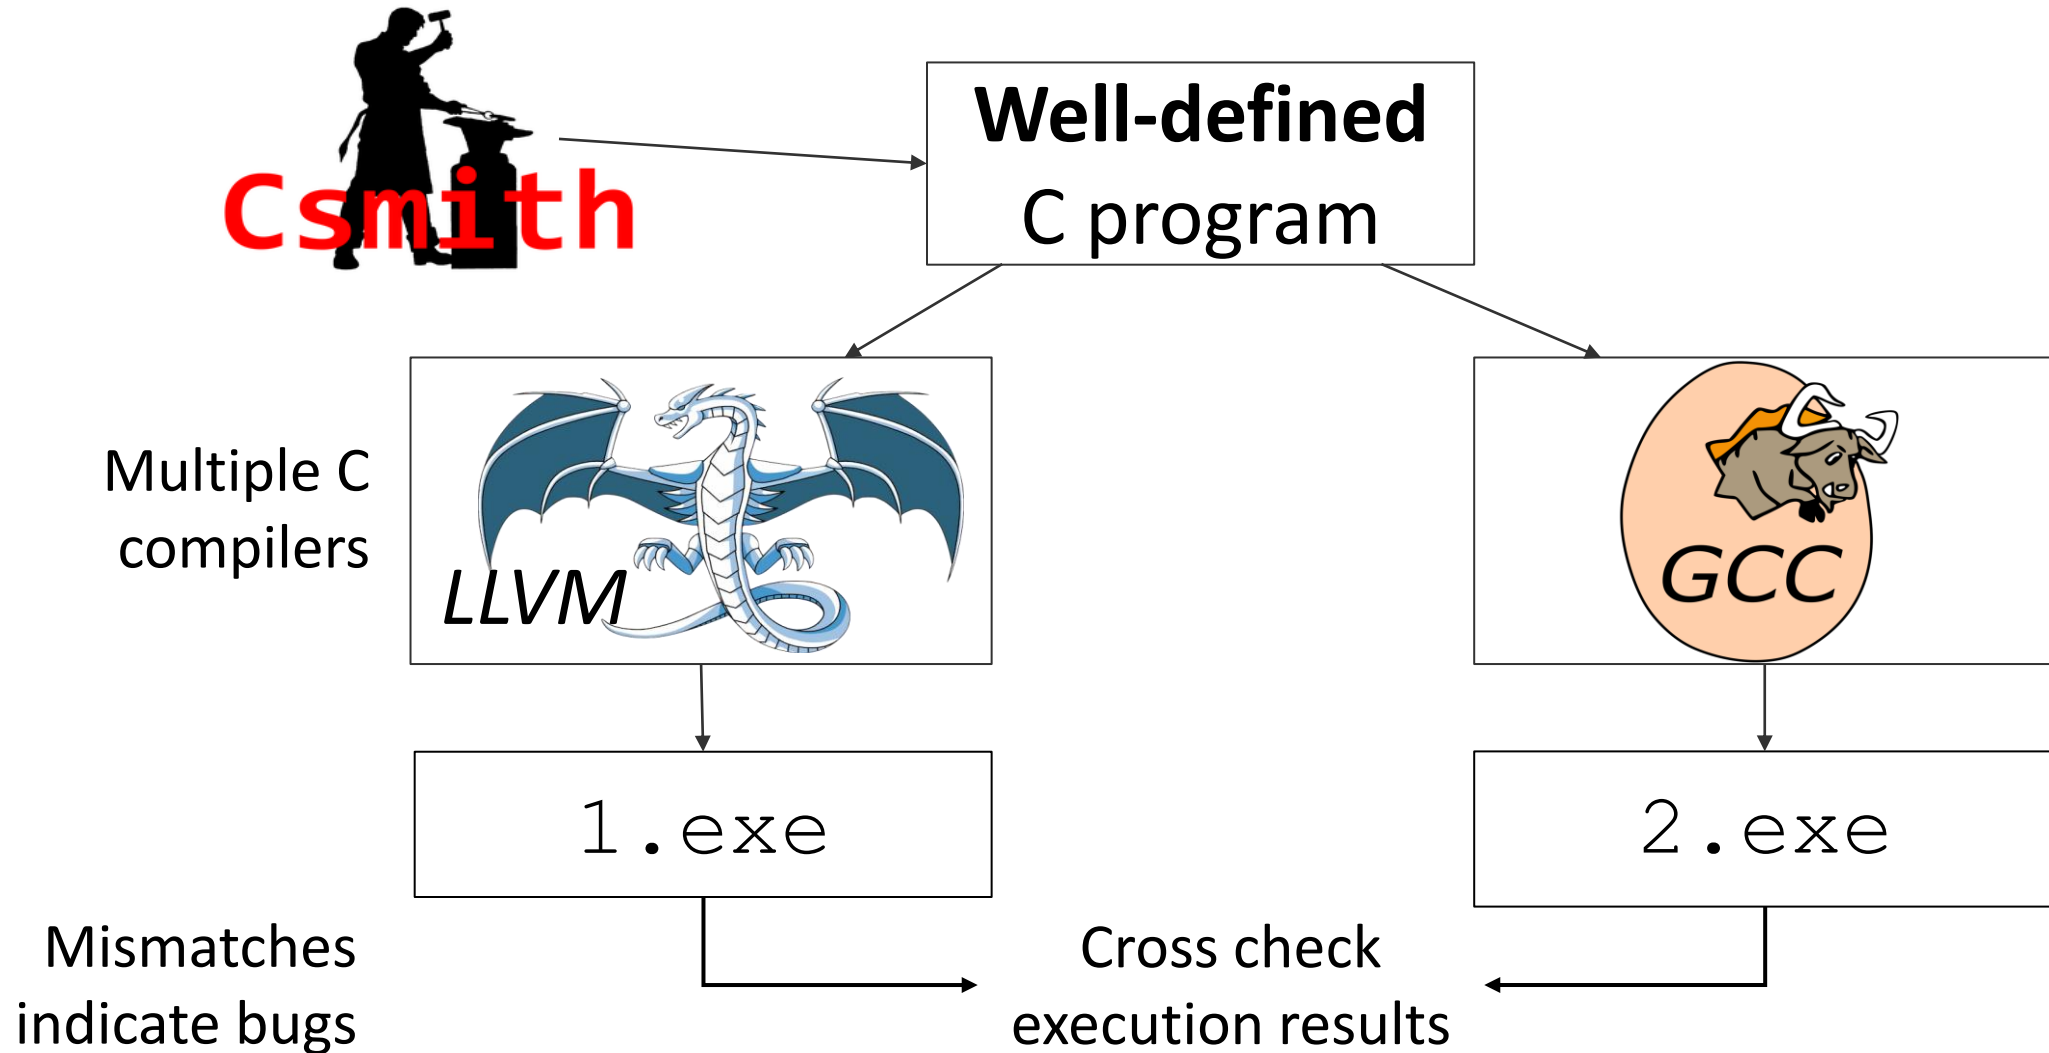 Csmith
Well-defined
C program
Multiple C
compilers
LLVM
GCC
1.exe
2.exe
Mismatches
indicate bugs
Cross check
execution results